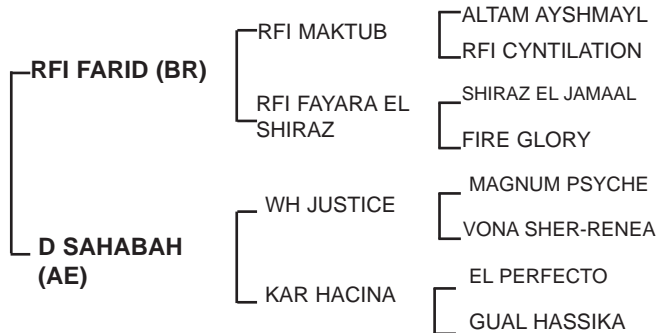 ALTAM AYSHMAYL
RFI MAKTUB
RFI CYNTILATION
RFI FARID (BR)
SHIRAZ EL JAMAAL
RFI FAYARA EL
SHIRAZ
FIRE GLORY
MAGNUM PSYCHE
WH JUSTICE
VONA SHER-RENEA
D SAHABAH
(AE)
EL PERFECTO
KAR HACINA
GUAL HASSIKA